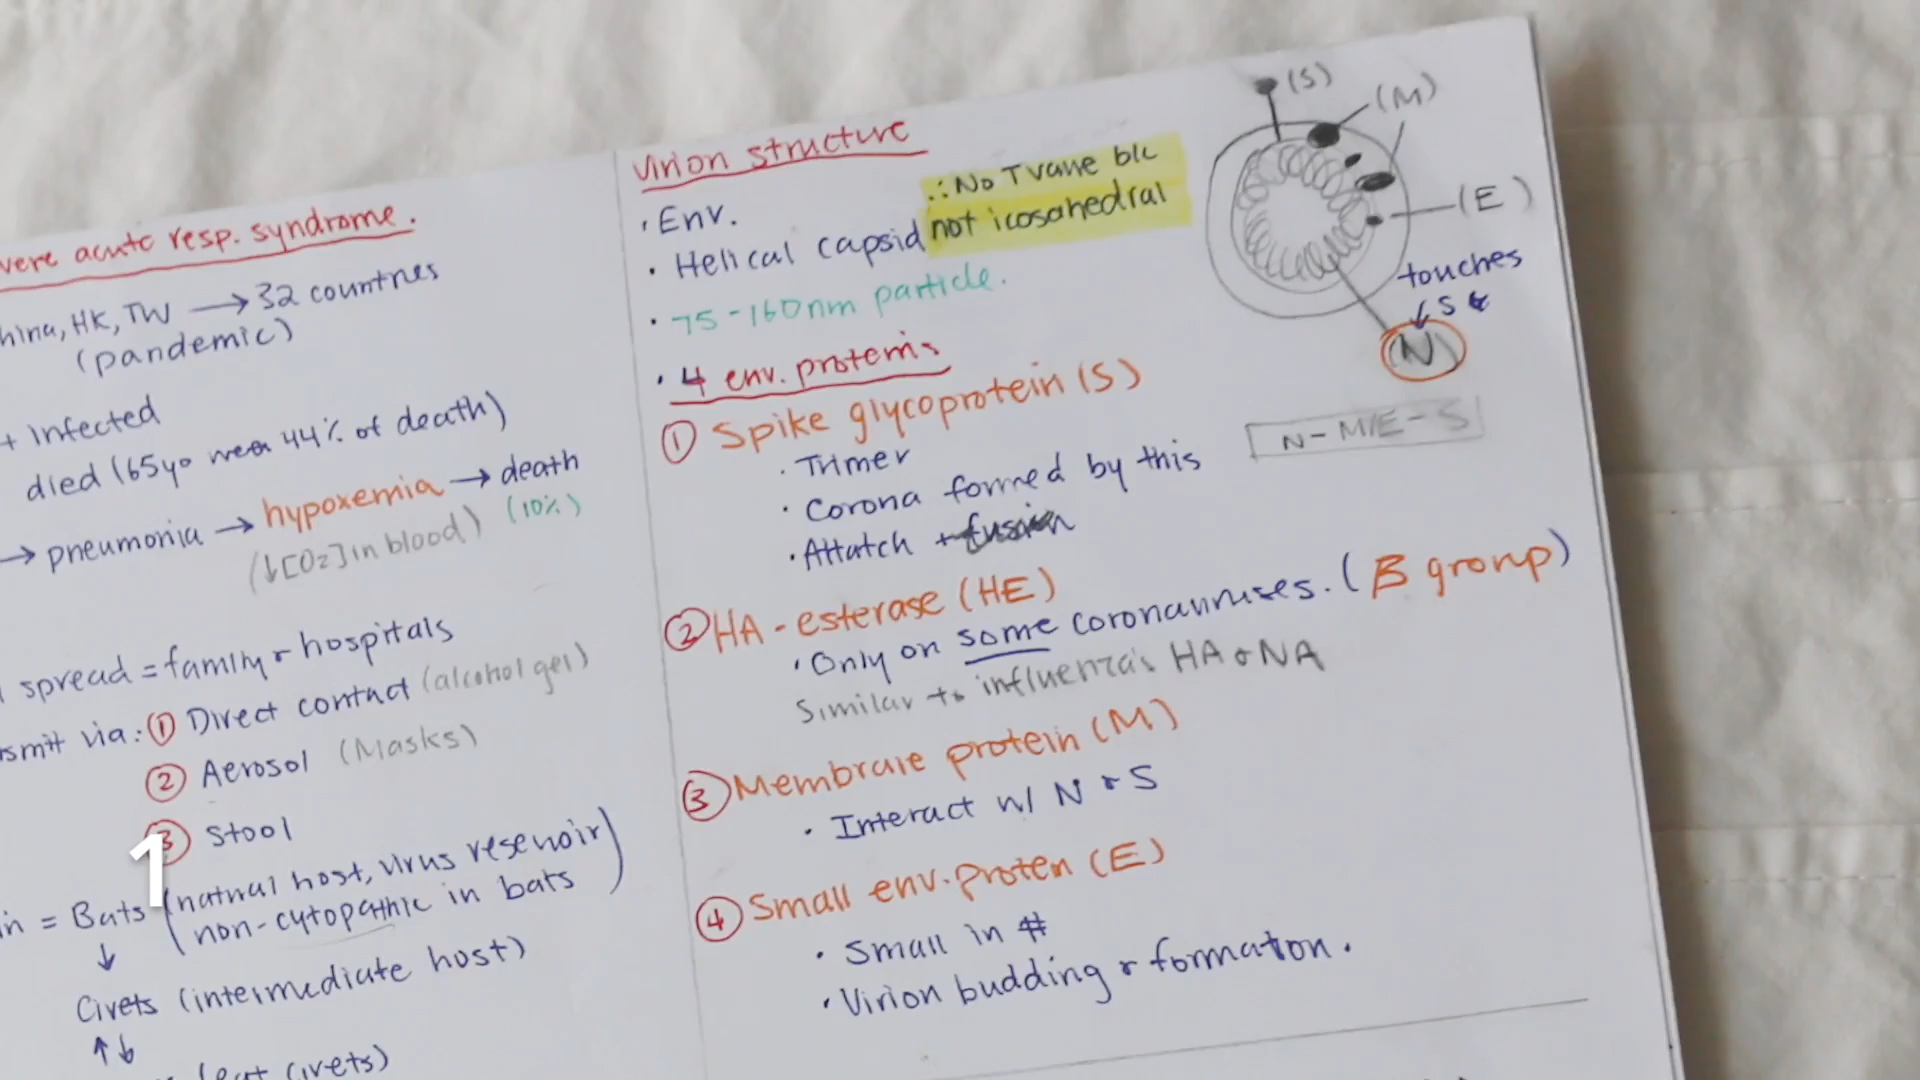 vere acute resp. syndrome.
hina, HK, TW → 32 countries
(pandemic)
+ infected
died (65yo 44% of death)
→ pneumonia → hypoxemia → death
(↓[O2] in blood) (10%)
spread = family + hospitals
smit via: ① Direct contact (alcohol gel)
② Aerosol (Masks)
③ Stool
1
in = Bats (natural host, virus resevoir
non-cytopathic in bats)
↓
Civets (intermediate host)
↑↓
(eat civets)
Virion structure
• Env.
• Helical capsid
∴ No T value b/c
not icosahedral
• 75-160nm particle.
• 4 env. proteins
① Spike glycoprotein (S)
• Trimer
• Corona formed by this
• Attatch + fusion
② HA-esterase (HE)
• Only on some coronaviruses. (β group)
Similar to influenza's HA & NA
③ Membrane protein (M)
• Interact w/ N + S
④ Small env. protein (E)
• Small in #
• Virion budding + formation.
(S)
(M)
(E)
touches
↓ S
N
N-M/E-S